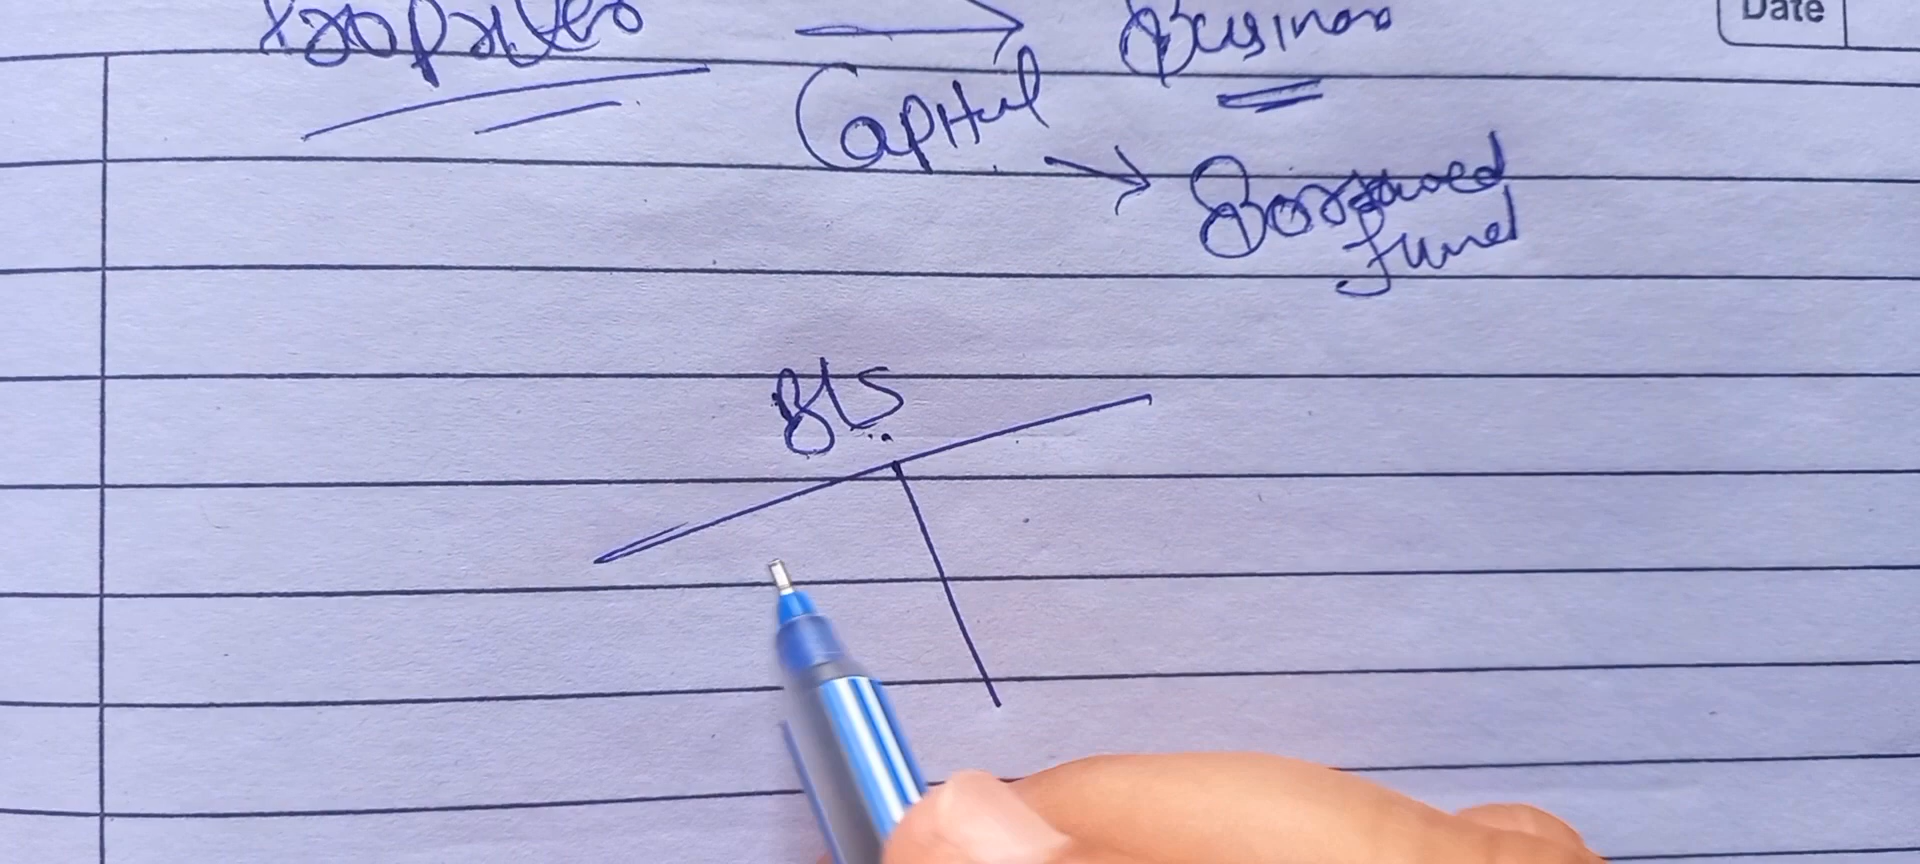 Business
Date
Capital
Borrowed
fund
B/S